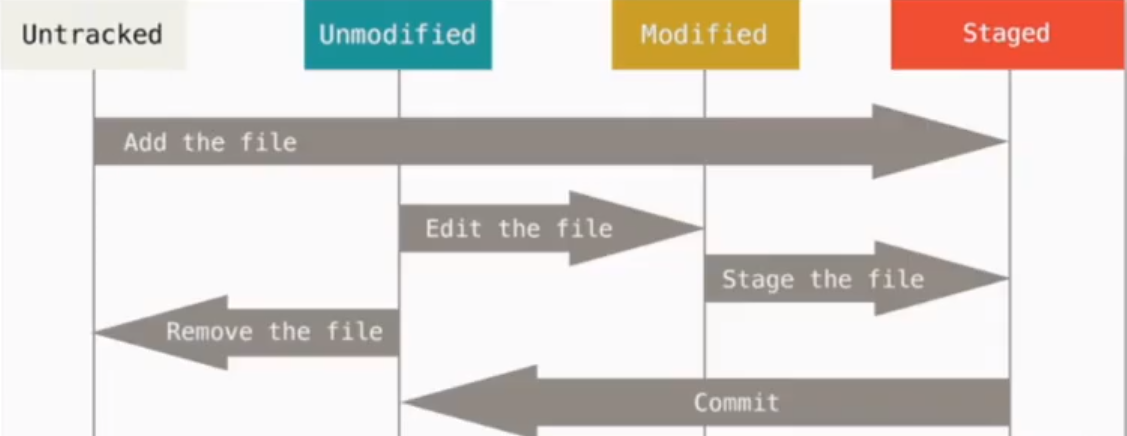 Untracked
Unmodified
Modified
Staged
Add the file
Edit the file
Stage the file
Remove the file
Commit